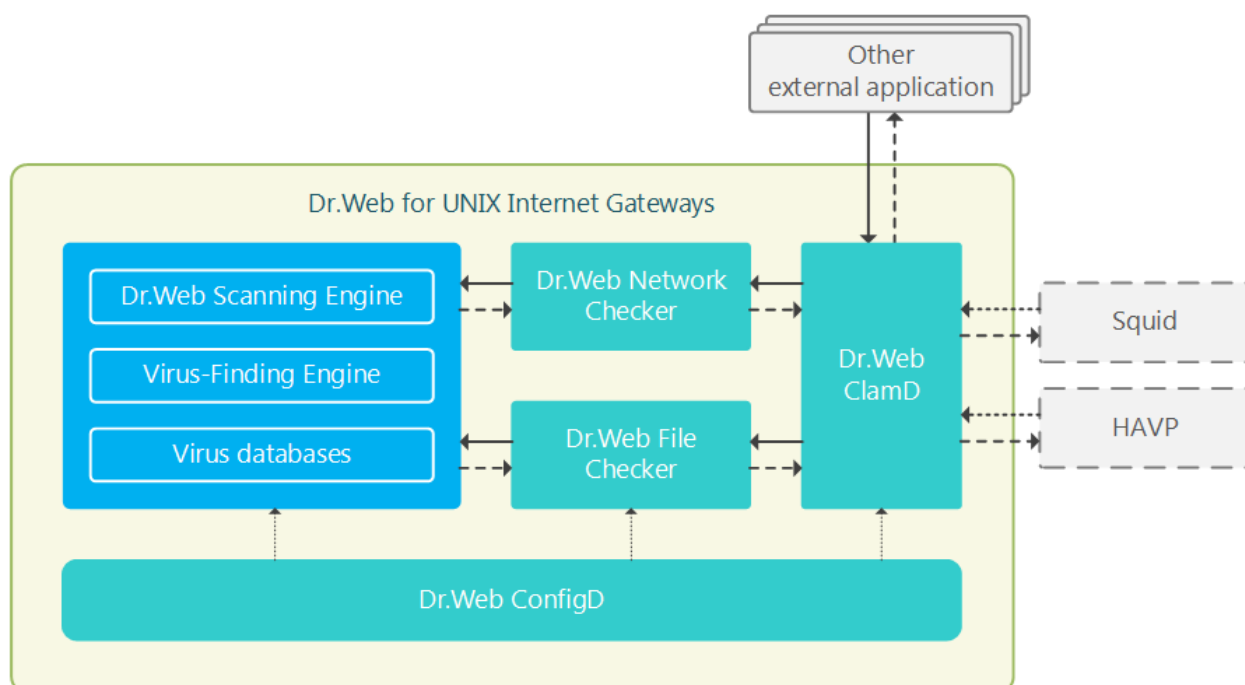 Other
external application
Dr.Web for UNIX Internet Gateways
Dr.Web Scanning Engine
Virus-Finding Engine
Virus databases
Dr.Web Network
Checker
Dr.Web File
Checker
Dr.Web
ClamD
Squid
HAVP
Dr.Web ConfigD